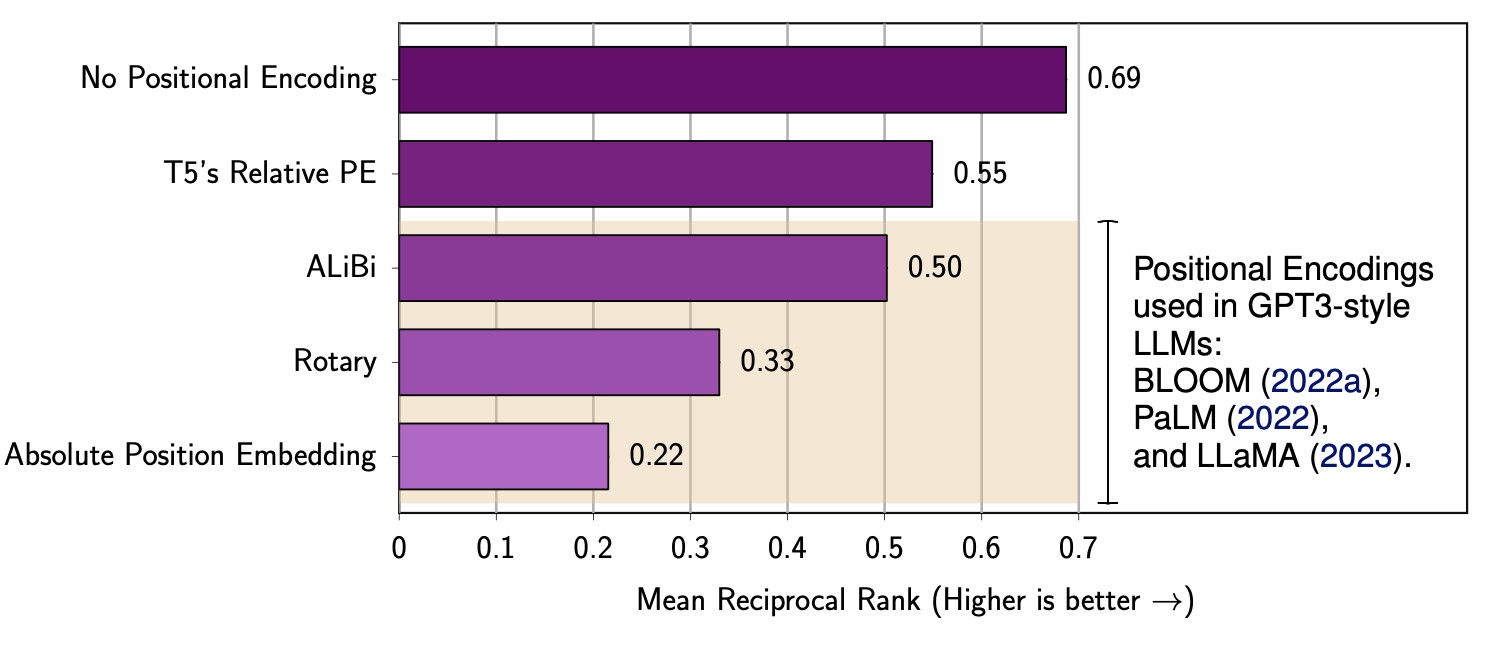 No Positional Encoding
0.69
T5's Relative PE
0.55
ALiBi
0.50
Rotary
0.33
Absolute Position Embedding
0.22
Positional Encodings
used in GPT3-style
LLMs:
BLOOM (2022a),
PaLM (2022),
and LLaMA (2023).
0 0.1 0.2 0.3 0.4 0.5 0.6 0.7
Mean Reciprocal Rank (Higher is better →)